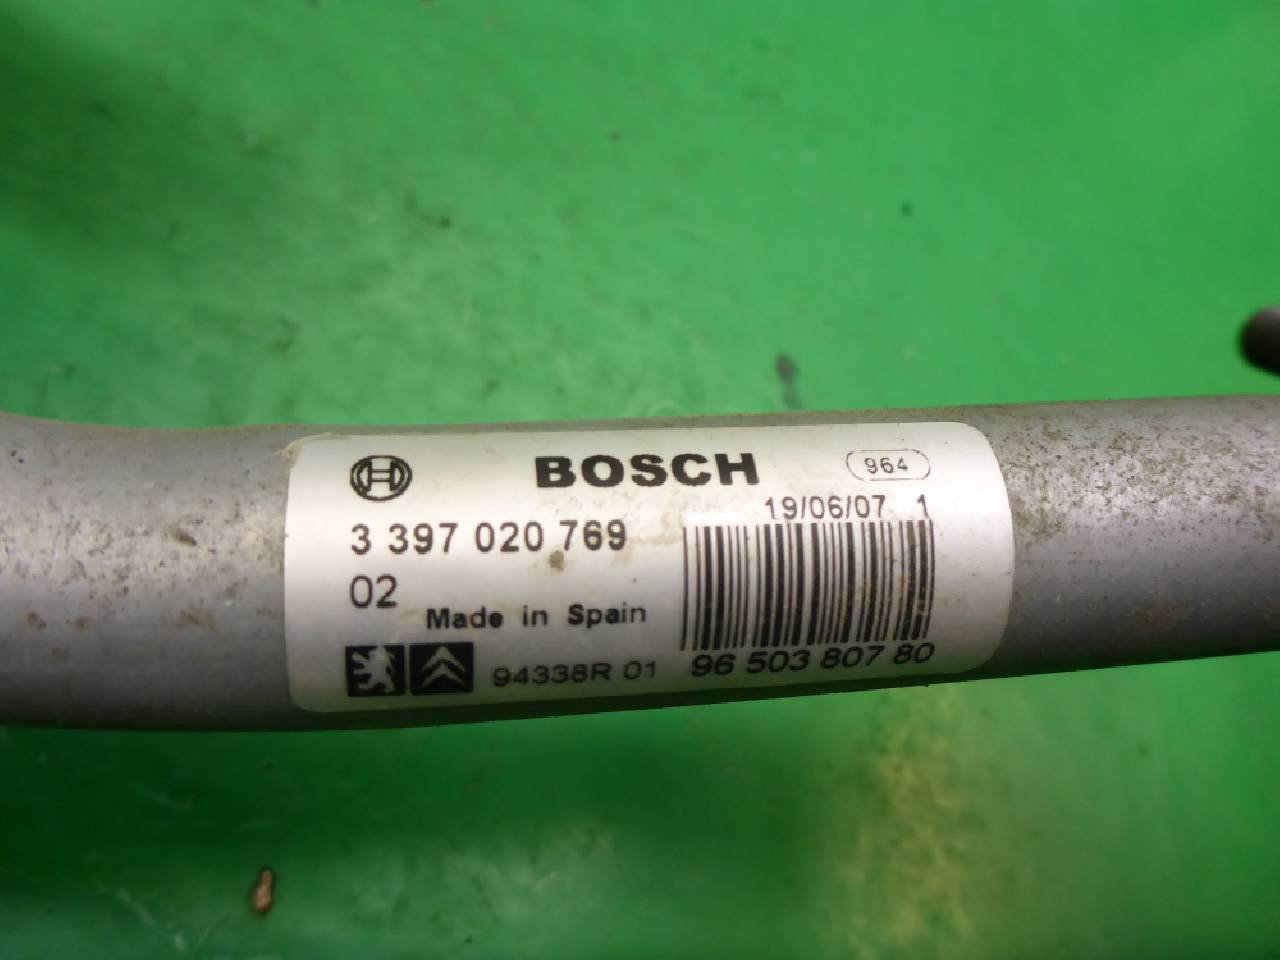 BOSCH 964
19/06/07 1
3 397 020 769
02
Made in Spain
94338R 01 96 503 807 80